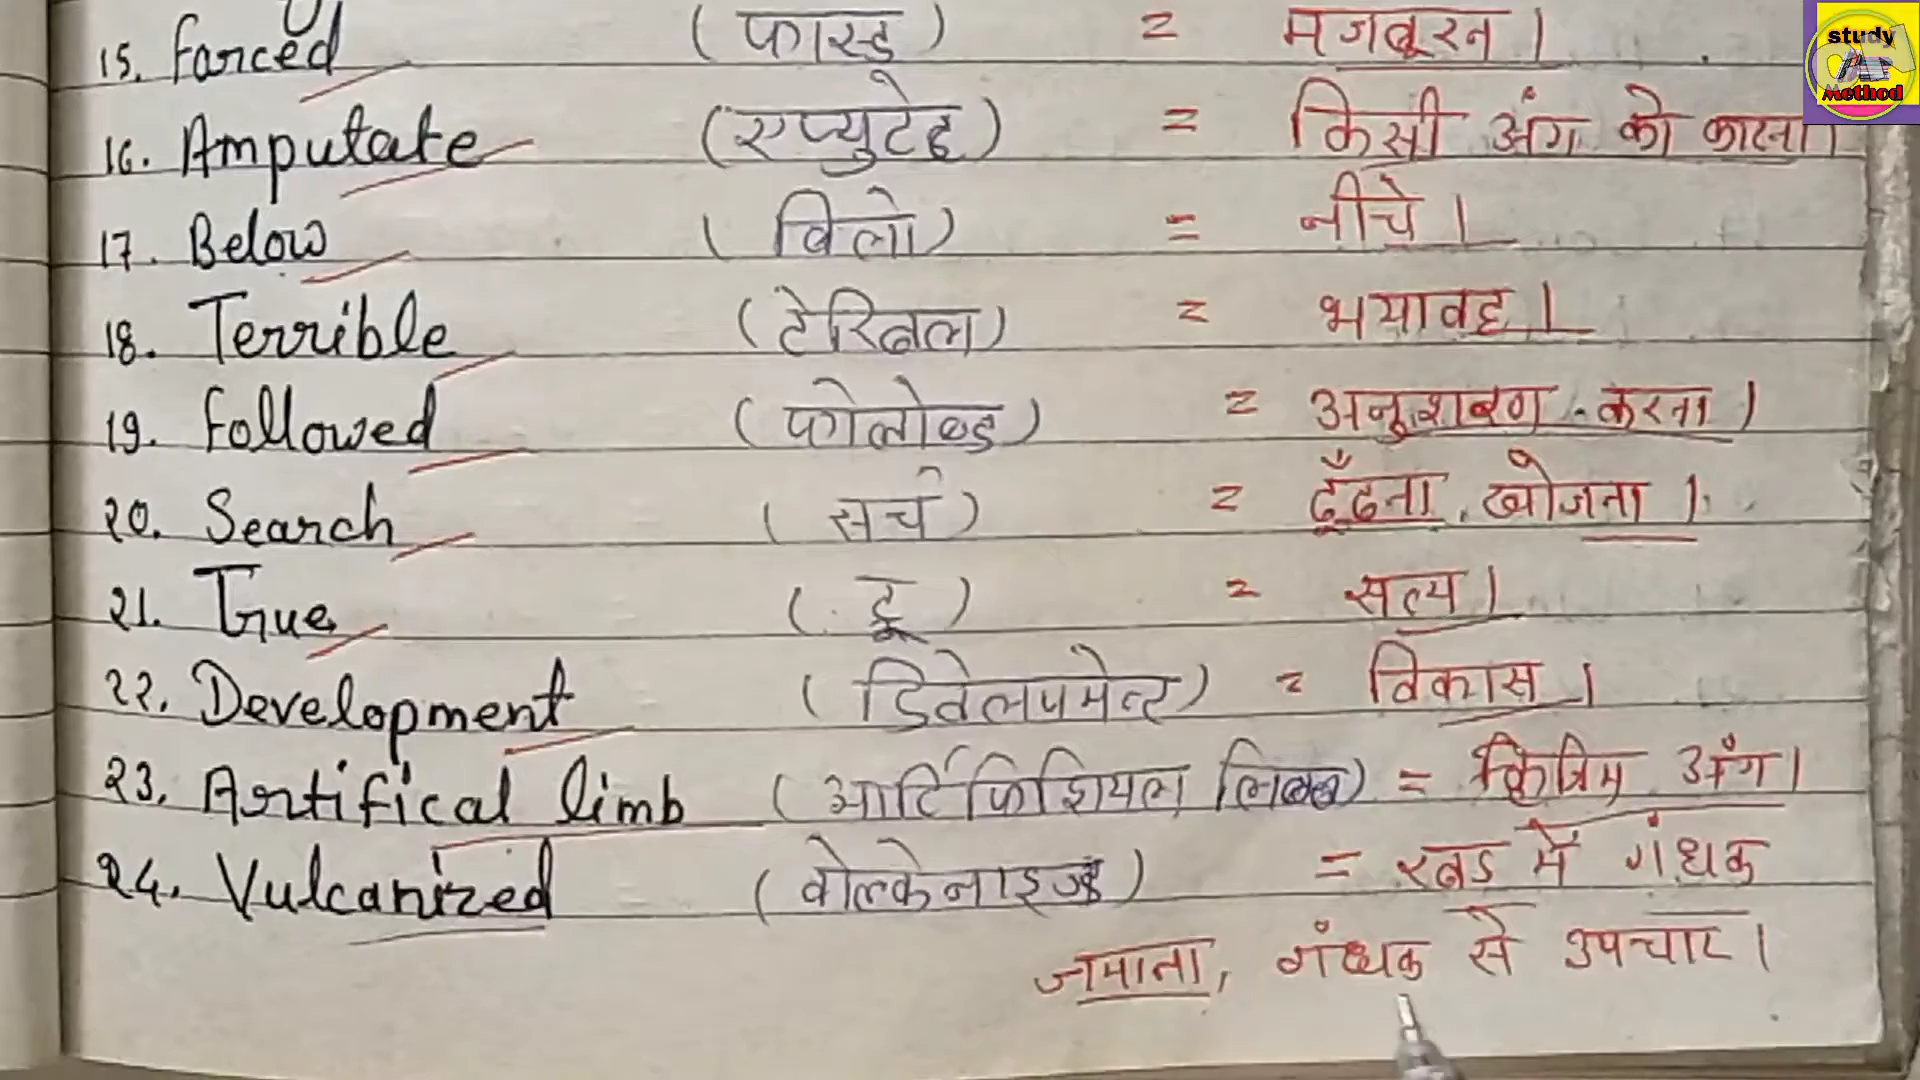 15. Forced (फास्ड) = मजबूरन।
16. Amputate (एम्प्युटेट) = किसी अंग को काटना।
17. Below (बिलो) = नीचे।
18. Terrible (टेरिबल) = भयावह।
19. Followed (फोलोव्ड) = अनुशबण करना।
20. Search (सर्च) = ढूँढना, खोजना।
21. True (ट्रू) = सत्य।
22. Development (डिवेलपमेन्ट) = विकास।
23. Artifical limb (आर्टिफिशियल लिम्ब) = कित्रिम अँग।
24. Vulcanized (वोल्केनाइज्ड) = रबड में गंधक
जमाना, गंधक से उपचार।
study
Method